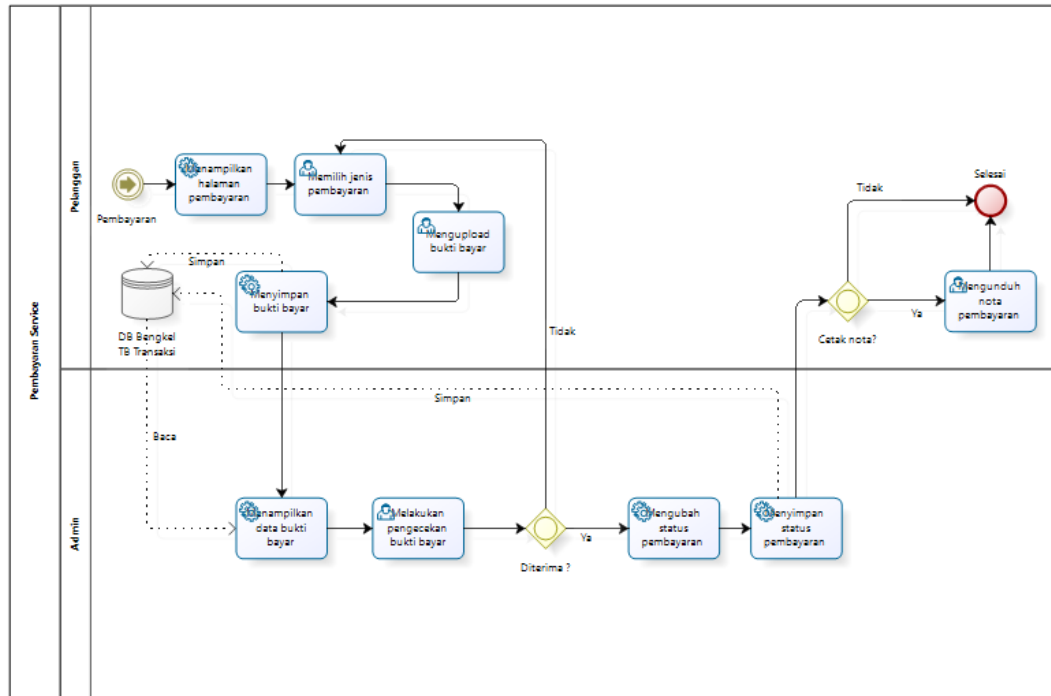 Pembayaran Service
Pelanggan
Pembayaran
Menampilkan
halaman
pembayaran
Memilih jenis
pembayaran
Mengupload
bukti bayar
Menyimpan
bukti bayar
Simpan
DB Bengkel
TB Transaksi
Baca
Tidak
Selesai
Tidak
Cetak nota?
Ya
Mengunduh
nota
pembayaran
Admin
Simpan
Menampilkan
data bukti
bayar
Melakukan
pengecekan
bukti bayar
Diterima ?
Ya
Mengubah
status
pembayaran
Menyimpan
status
pembayaran